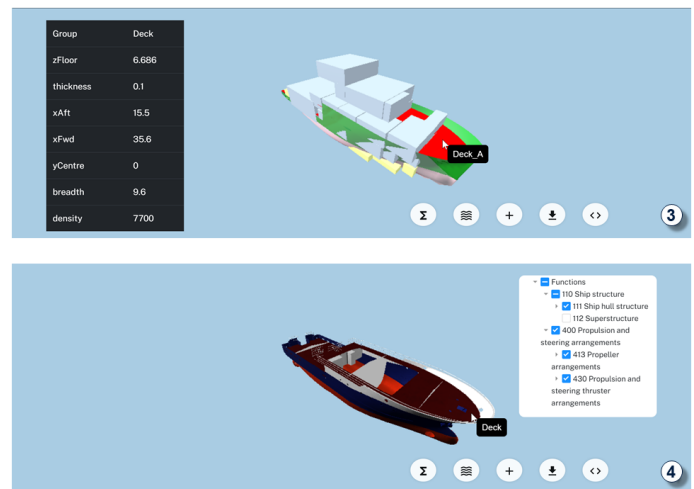 Group Deck
zFloor 6.686
thickness 0.1
xAft 15.5
xFwd 35.6
yCentre 0
breadth 9.6
density 7700
Deck_A
Σ
+
<>
3
Functions
110 Ship structure
111 Ship hull structure
112 Superstructure
400 Propulsion and
steering arrangements
413 Propeller
arrangements
430 Propulsion and
steering thruster
arrangements
Deck
Σ
+
<>
4